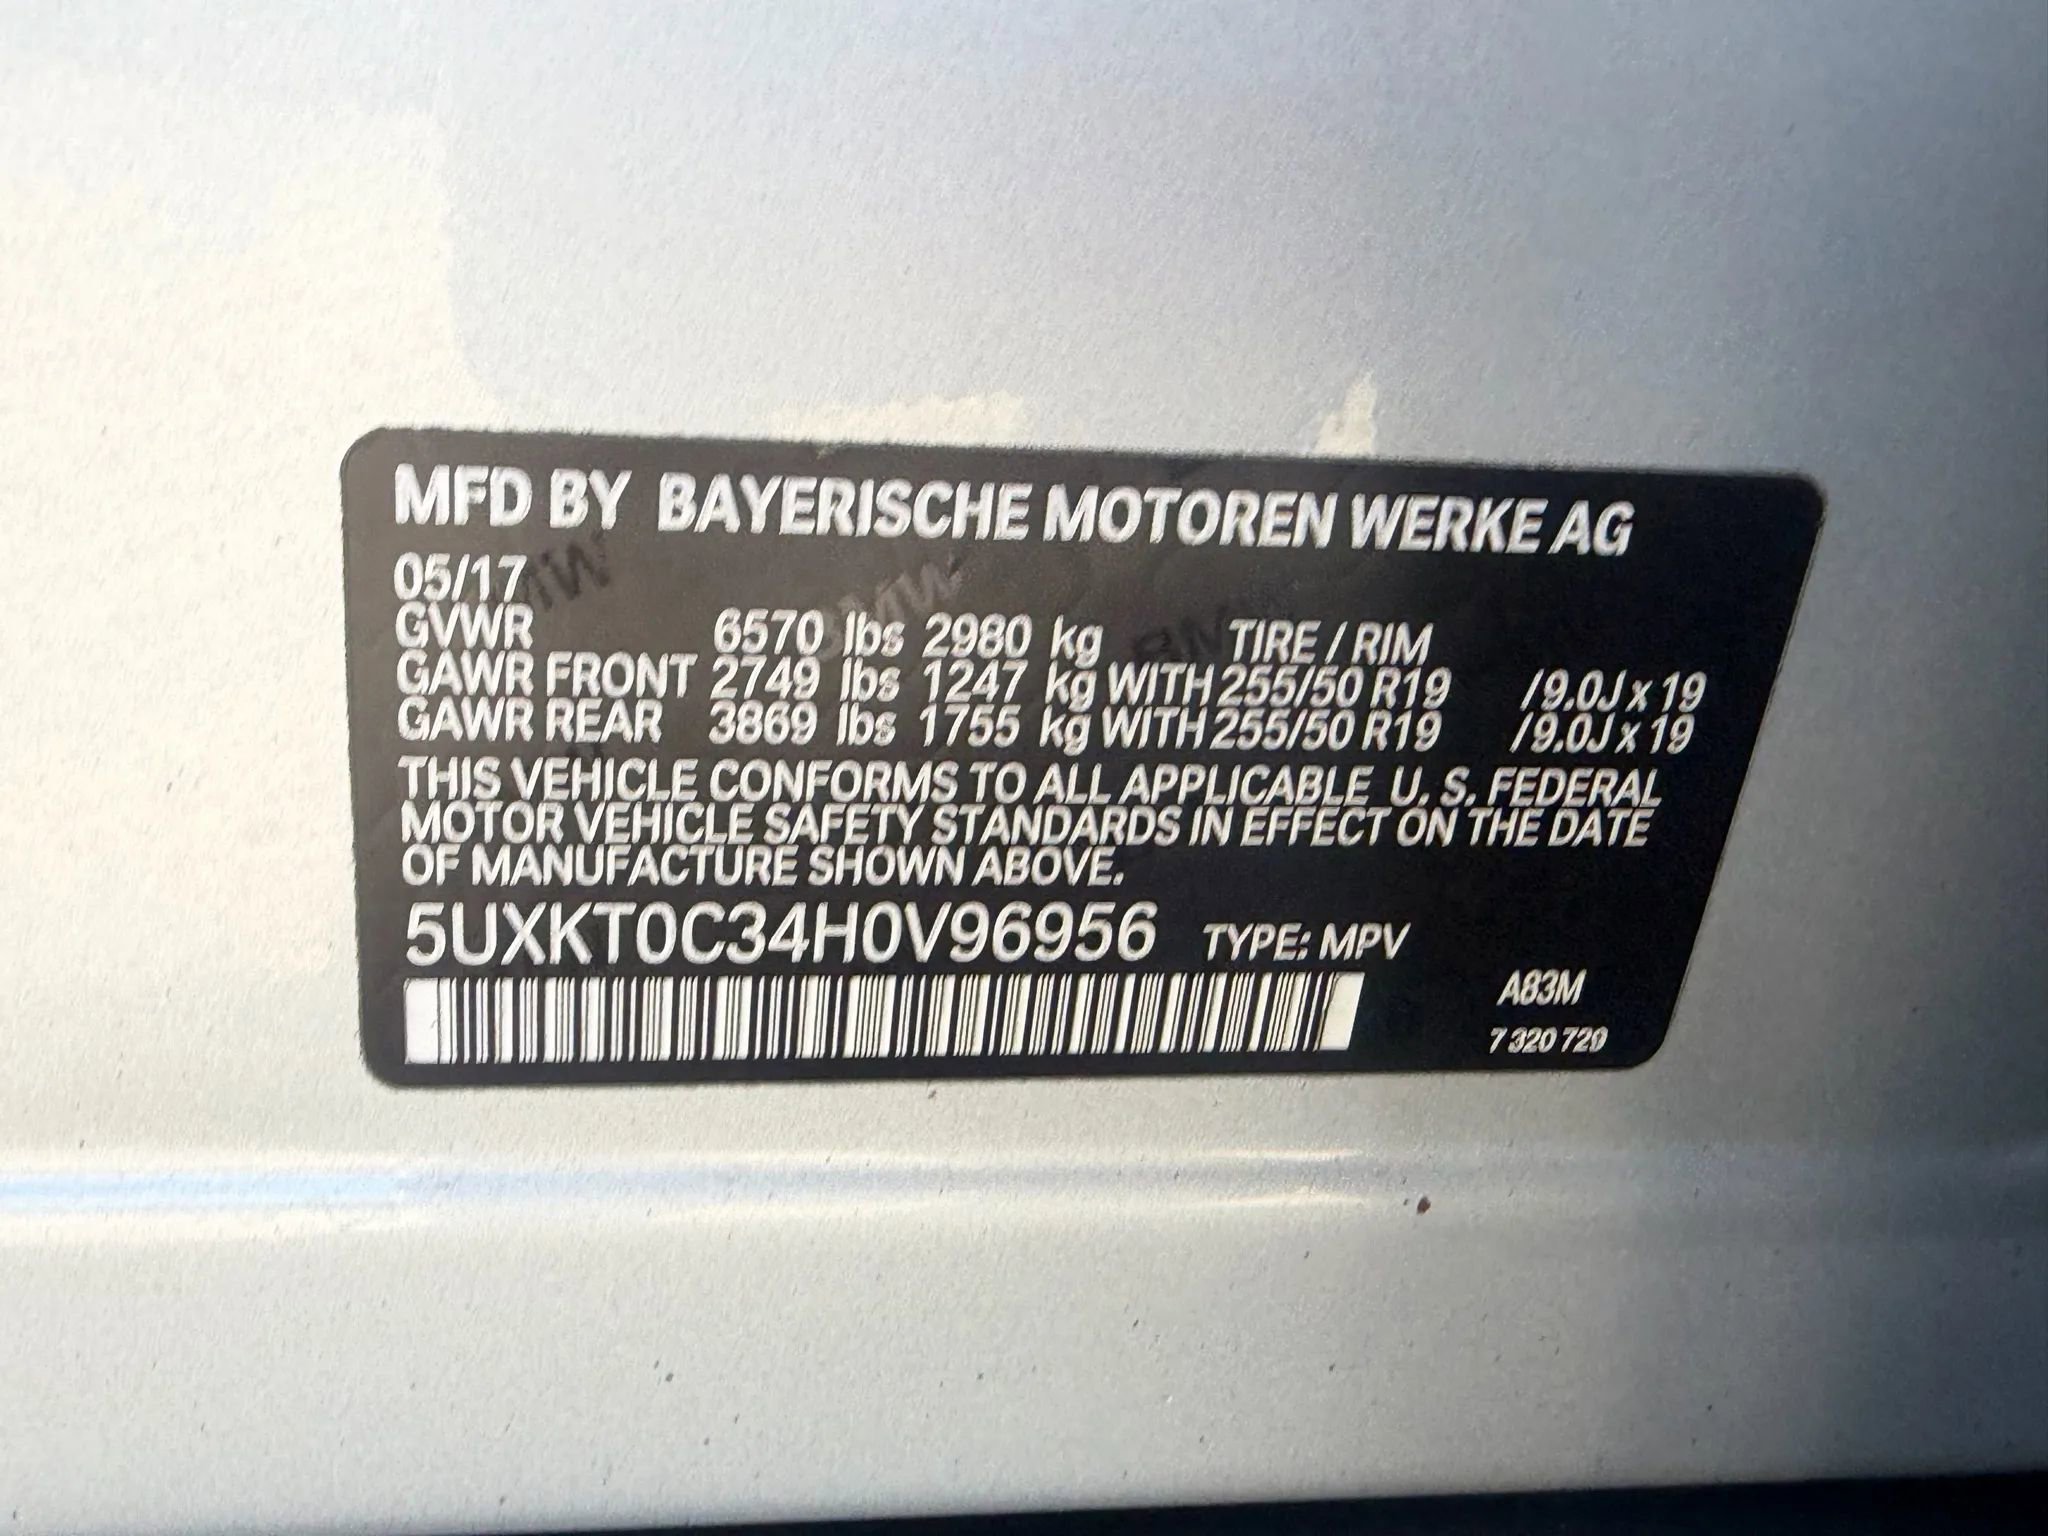 MFD BY BAYERISCHE MOTOREN WERKE AG
05/17
GVWR 6570 lbs 2980 kg TIRE / RIM
GAWR FRONT 2749 lbs 1247 kg WITH 255/50 R19 /9.0J x 19
GAWR REAR 3869 lbs 1755 kg WITH 255/50 R19 /9.0J x 19
THIS VEHICLE CONFORMS TO ALL APPLICABLE U. S. FEDERAL
MOTOR VEHICLE SAFETY STANDARDS IN EFFECT ON THE DATE
OF MANUFACTURE SHOWN ABOVE.
5UXKT0C34H0V96956 TYPE: MPV
A83M
7 320 729
BMW
BMW
BMW